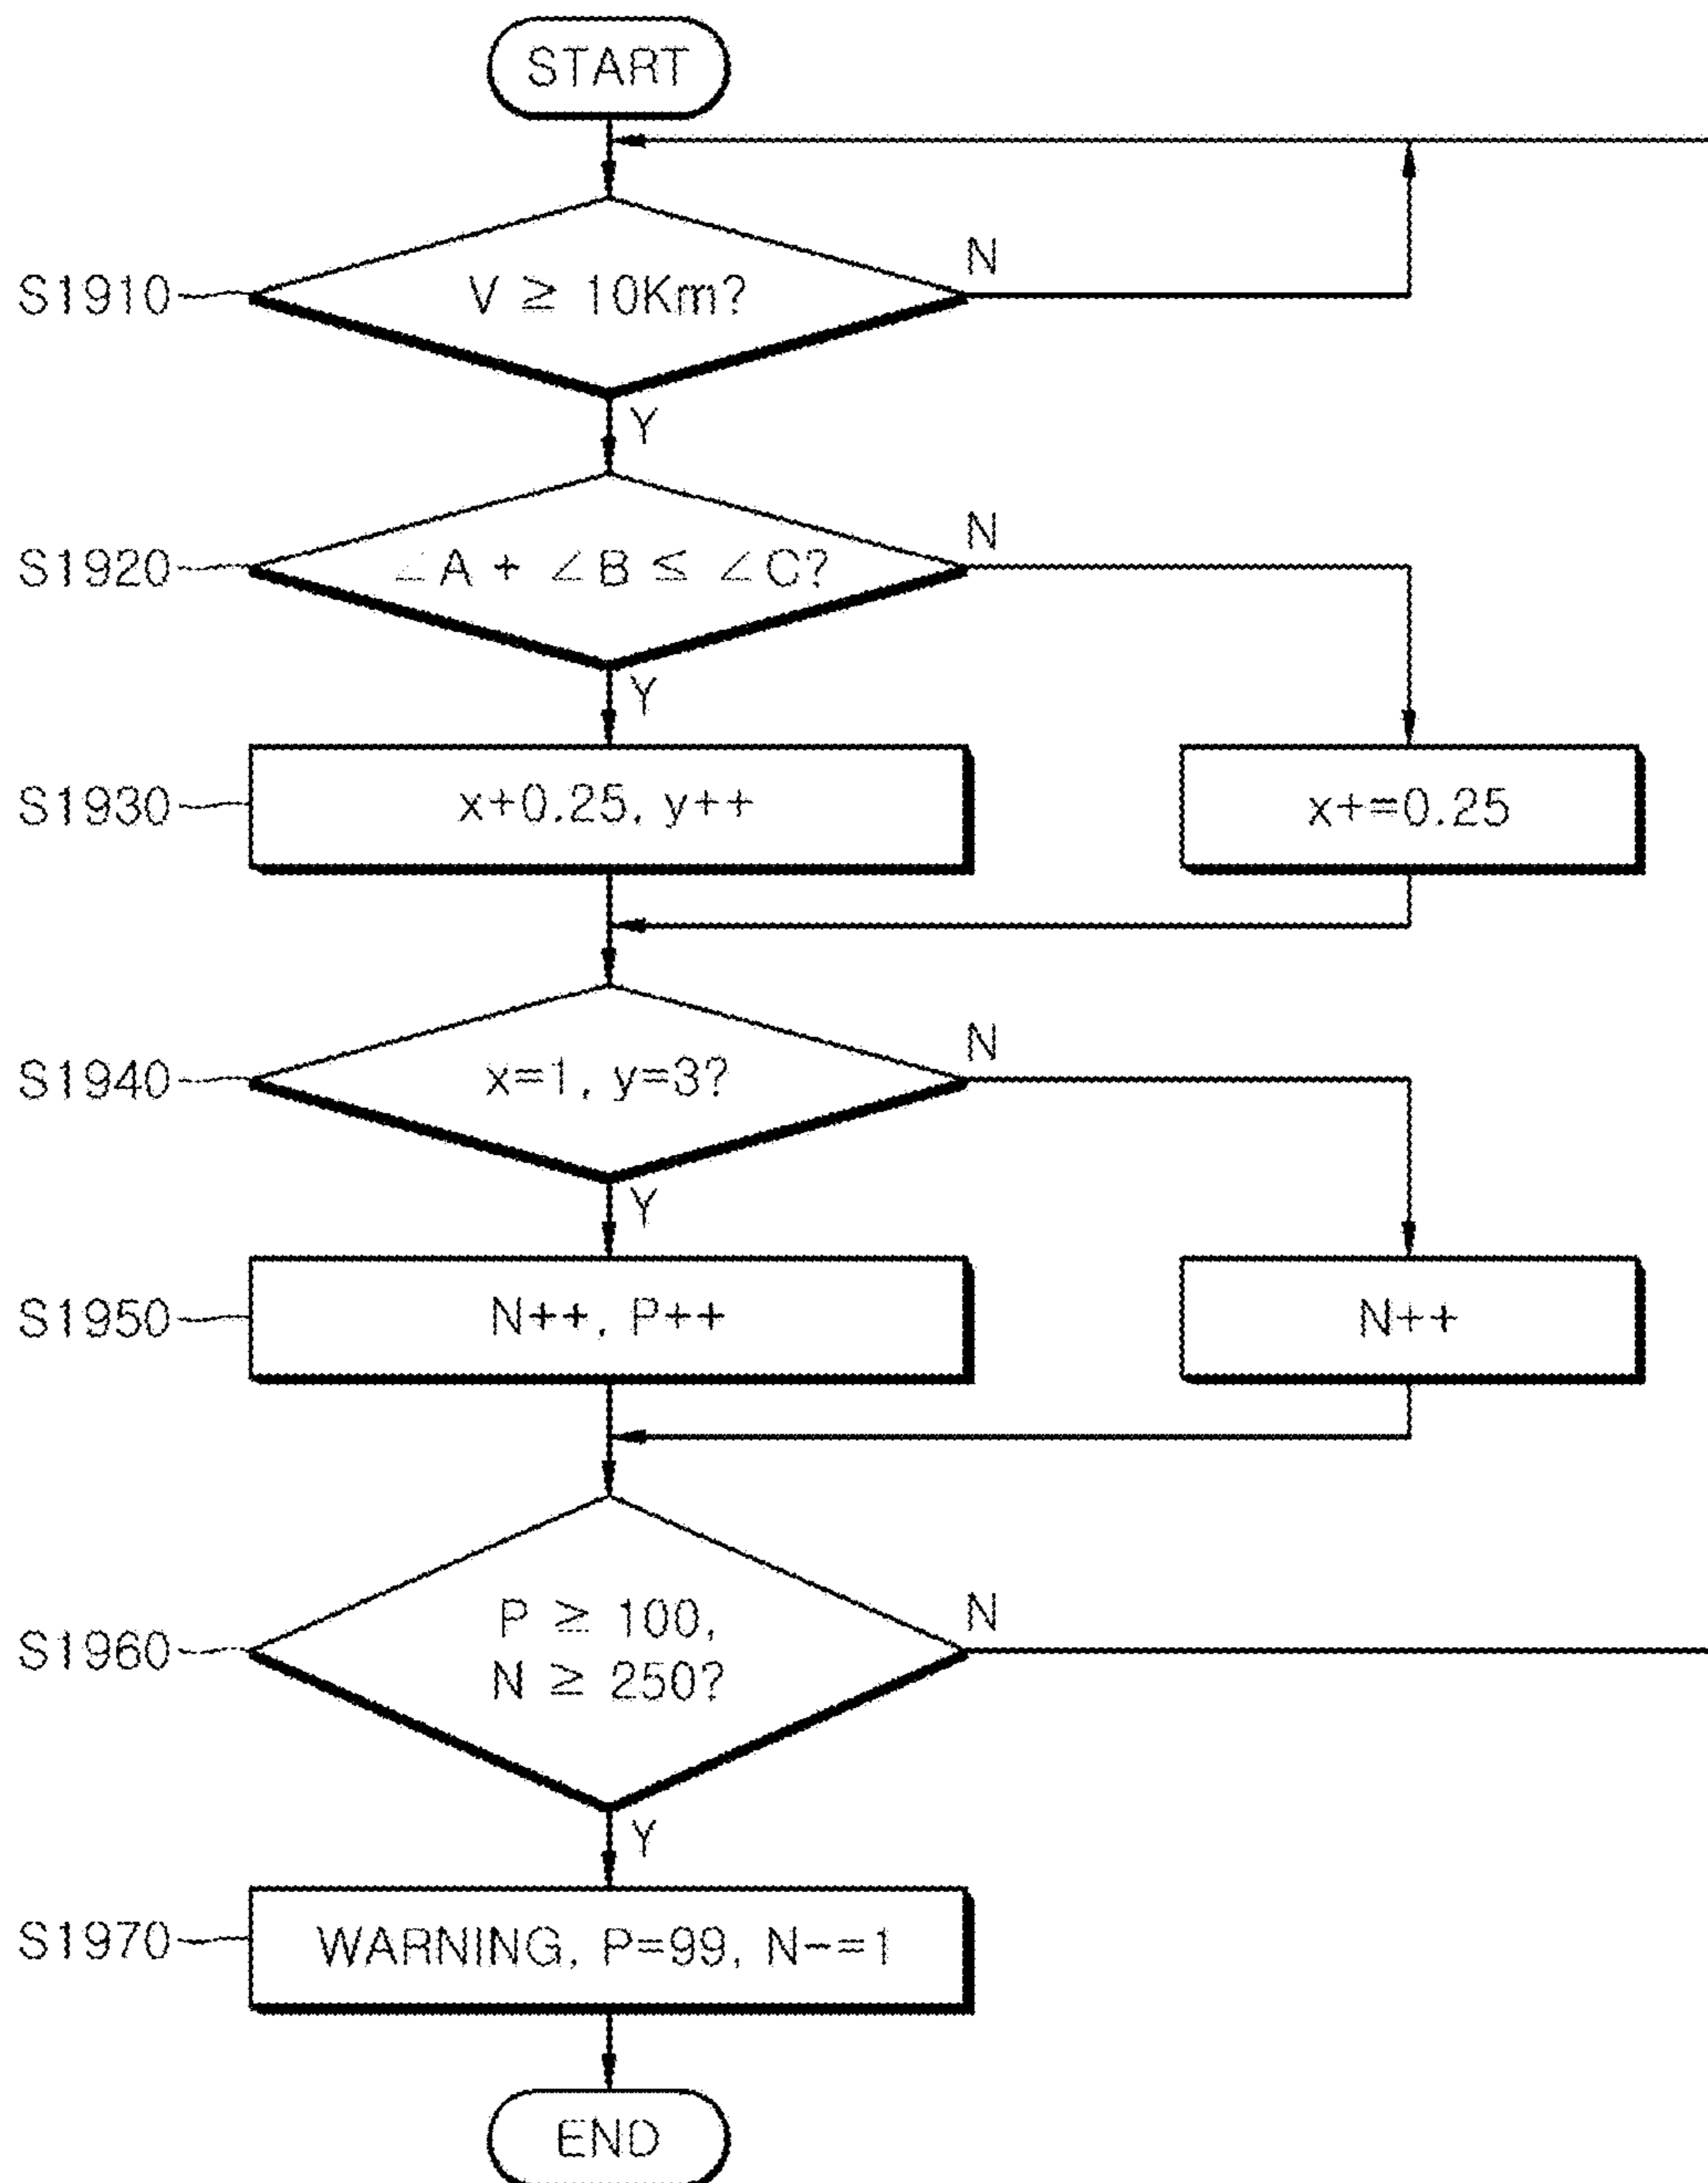 START
S1910
V ≥ 10Km?
N
Y
S1920
∠A + ∠B ≤ ∠C?
N
Y
S1930
x+0.25, y++
x+=0.25
S1940
x=1, y=3?
N
Y
S1950
N++, P++
N++
S1960
P ≥ 100,
N ≥ 250?
N
Y
S1970
WARNING, P=99, N-=1
END